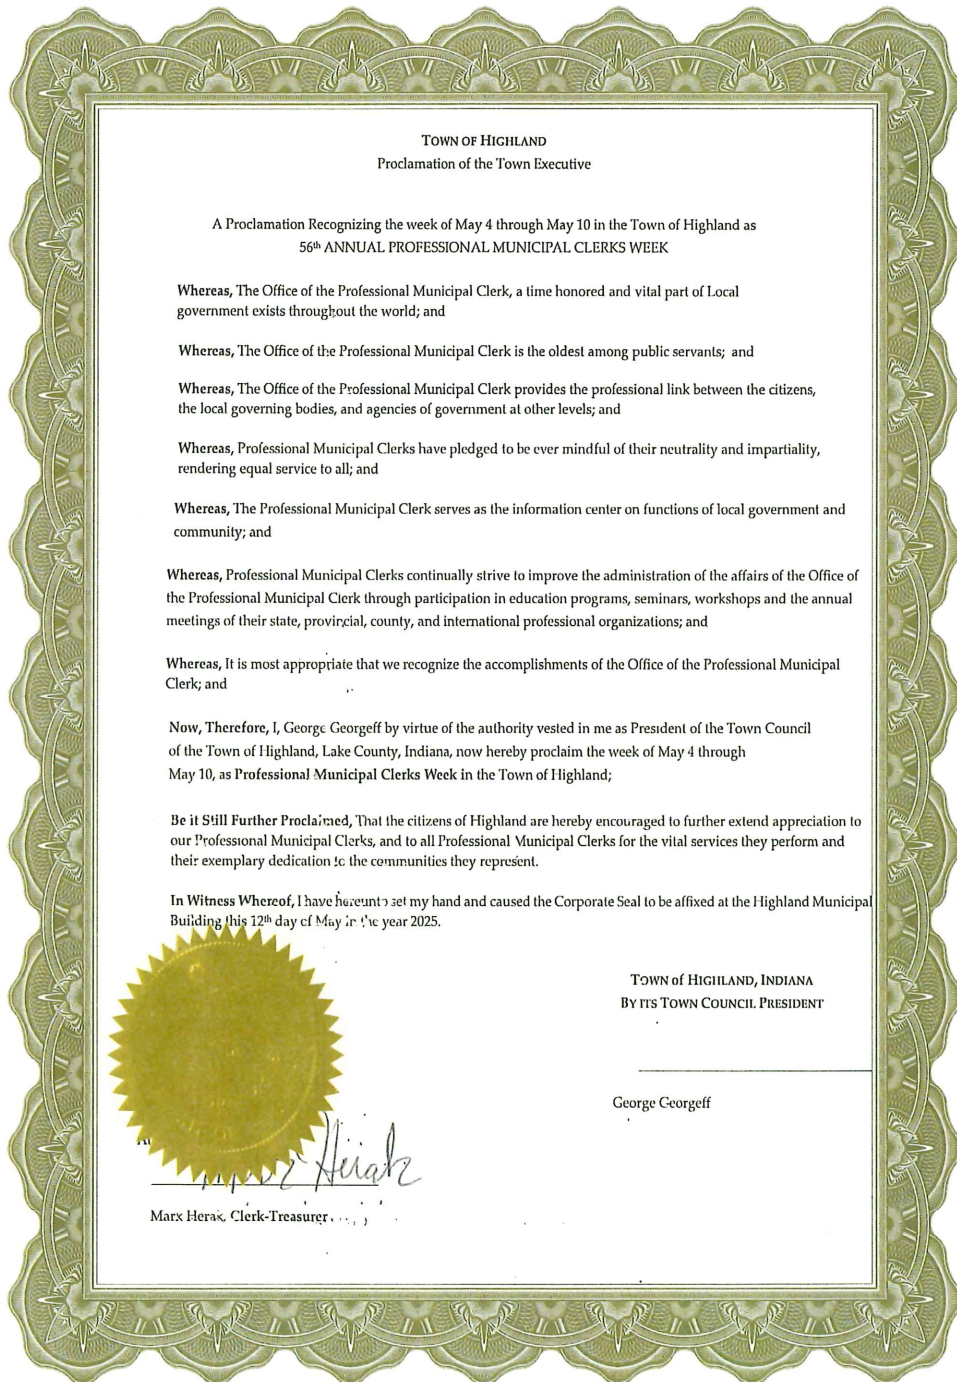 TOWN OF HIGHLAND
Proclamation of the Town Executive
A Proclamation Recognizing the week of May 4 through May 10 in the Town of Highland as
56th ANNUAL PROFESSIONAL MUNICIPAL CLERKS WEEK
Whereas, The Office of the Professional Municipal Clerk, a time honored and vital part of Local
government exists throughout the world; and
Whereas, The Office of the Professional Municipal Clerk is the oldest among public servants; and
Whereas, The Office of the Professional Municipal Clerk provides the professional link between the citizens,
the local governing bodies, and agencies of government at other levels; and
Whereas, Professional Municipal Clerks have pledged to be ever mindful of their neutrality and impartiality,
rendering equal service to all; and
Whereas, The Professional Municipal Clerk serves as the information center on functions of local government and
community; and
Whereas, Professional Municipal Clerks continually strive to improve the administration of the affairs of the Office of
the Professional Municipal Clerk through participation in education programs, seminars, workshops and the annual
meetings of their state, provincial, county, and international professional organizations; and
Whereas, It is most appropriate that we recognize the accomplishments of the Office of the Professional Municipal
Clerk; and
Now, Therefore, I, George Georgeff by virtue of the authority vested in me as President of the Town Council
of the Town of Highland, Lake County, Indiana, now hereby proclaim the week of May 4 through
May 10, as Professional Municipal Clerks Week in the Town of Highland;
Be it Still Further Proclaimed, That the citizens of Highland are hereby encouraged to further extend appreciation to
our Professional Municipal Clerks, and to all Professional Municipal Clerks for the vital services they perform and
their exemplary dedication to the communities they represent.
In Witness Whereof, I have hereunto set my hand and caused the Corporate Seal to be affixed at the Highland Municipal
Building this 12th day of May in the year 2025.
TOWN of HIGHLAND, INDIANA
BY ITS TOWN COUNCIL PRESIDENT
George Georgeff
Herak
Marx Herak, Clerk-Treasurer